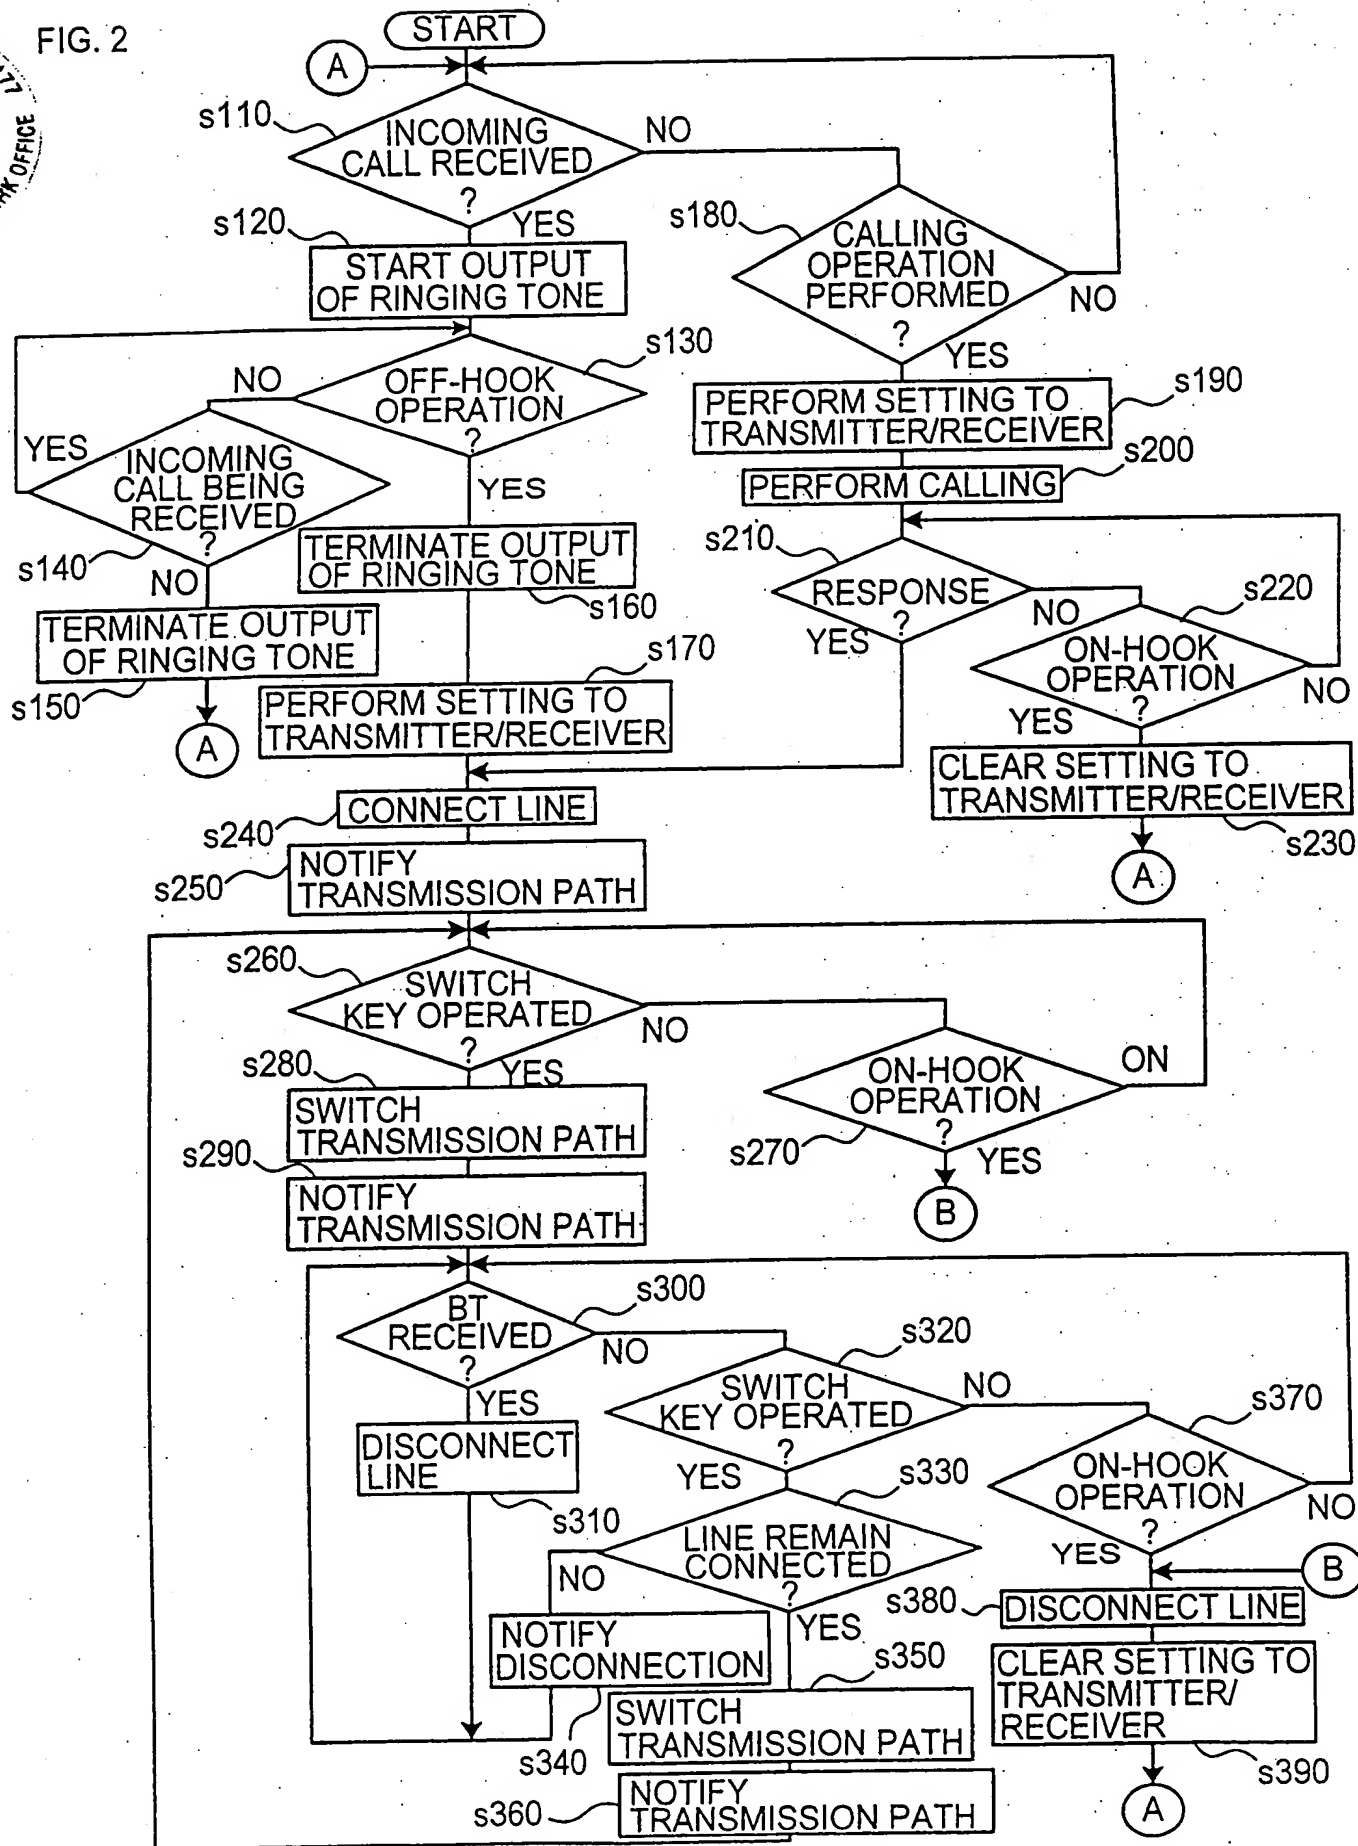 FIG. 2
START
A
s110
INCOMING
CALL RECEIVED
?
NO
YES
s120
START OUTPUT
OF RINGING TONE
s180
CALLING
OPERATION
PERFORMED
?
NO
YES
s130
OFF-HOOK
OPERATION
?
NO
YES
s190
PERFORM SETTING TO
TRANSMITTER/RECEIVER
s200
PERFORM CALLING
YES
INCOMING
CALL BEING
RECEIVED
?
s140
NO
TERMINATE OUTPUT
OF RINGING TONE
s160
s210
RESPONSE
?
NO
YES
s220
ON-HOOK
OPERATION
?
NO
YES
TERMINATE OUTPUT
OF RINGING TONE
s150
A
s170
PERFORM SETTING TO
TRANSMITTER/RECEIVER
CLEAR SETTING TO
TRANSMITTER/RECEIVER
s230
A
CONNECT LINE
s240
NOTIFY
TRANSMISSION PATH
s250
s260
SWITCH
KEY OPERATED
?
NO
YES
ON-HOOK
OPERATION
?
ON
s270
YES
B
s280
SWITCH
TRANSMISSION PATH
s290
NOTIFY
TRANSMISSION PATH
BT
RECEIVED
?
s300
NO
YES
s320
SWITCH
KEY OPERATED
?
NO
YES
s370
ON-HOOK
OPERATION
?
NO
YES
DISCONNECT
LINE
s310
s330
LINE REMAIN
CONNECTED
?
NO
YES
B
s380
DISCONNECT LINE
NOTIFY
DISCONNECTION
s340
s350
SWITCH
TRANSMISSION PATH
CLEAR SETTING TO
TRANSMITTER/
RECEIVER
s390
s360
NOTIFY
TRANSMISSION PATH
A
OFFICE